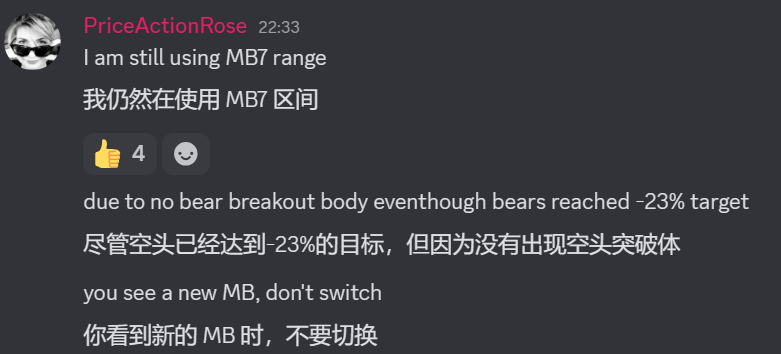 PriceActionRose 22:33
I am still using MB7 range
我仍然在使用 MB7 区间
4
due to no bear breakout body eventhough bears reached -23% target
尽管空头已经达到-23%的目标，但因为没有出现空头突破体
you see a new MB, don't switch
你看到新的 MB 时，不要切换